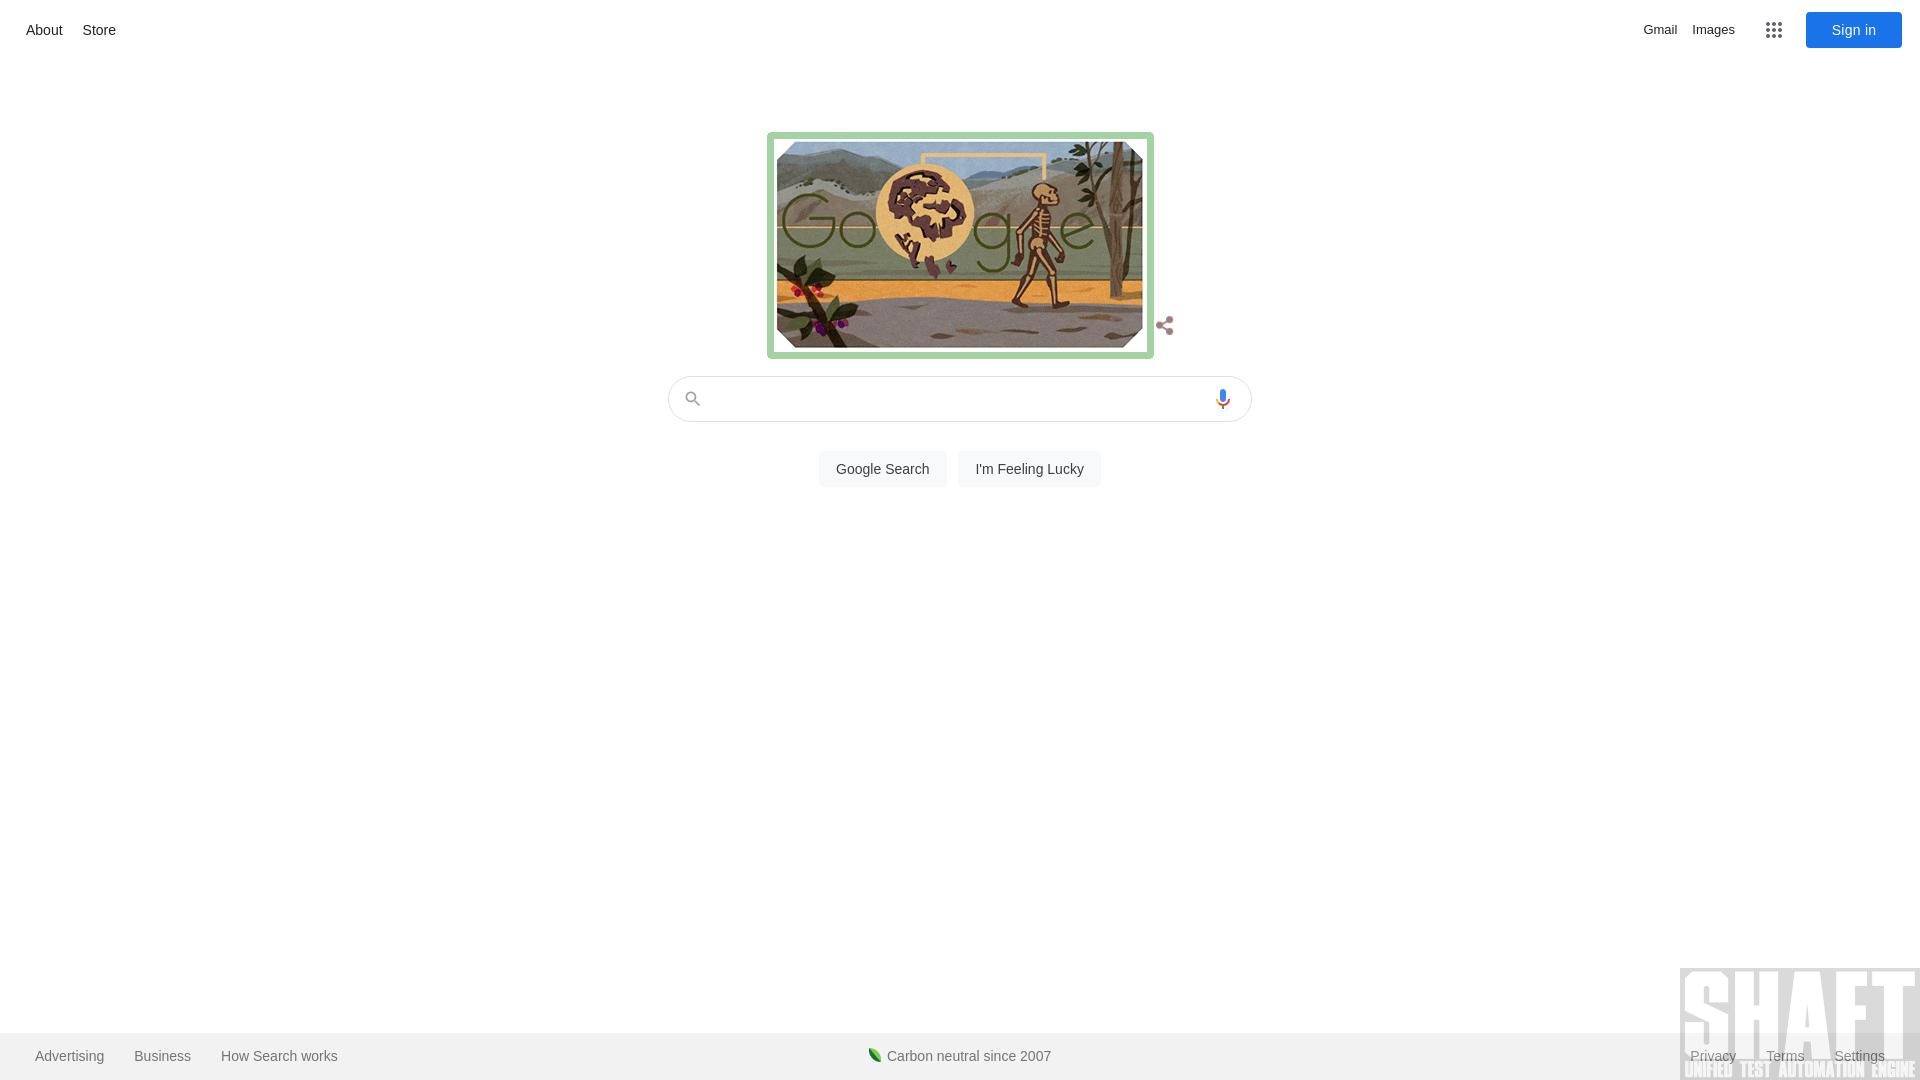 About Store
Gmail Images Sign in
Google
Google Search I'm Feeling Lucky
SHAFT
Advertising Business How Search works
Carbon neutral since 2007
Privacy Terms Settings
UNIFIED TEST AUTOMATION ENGINE